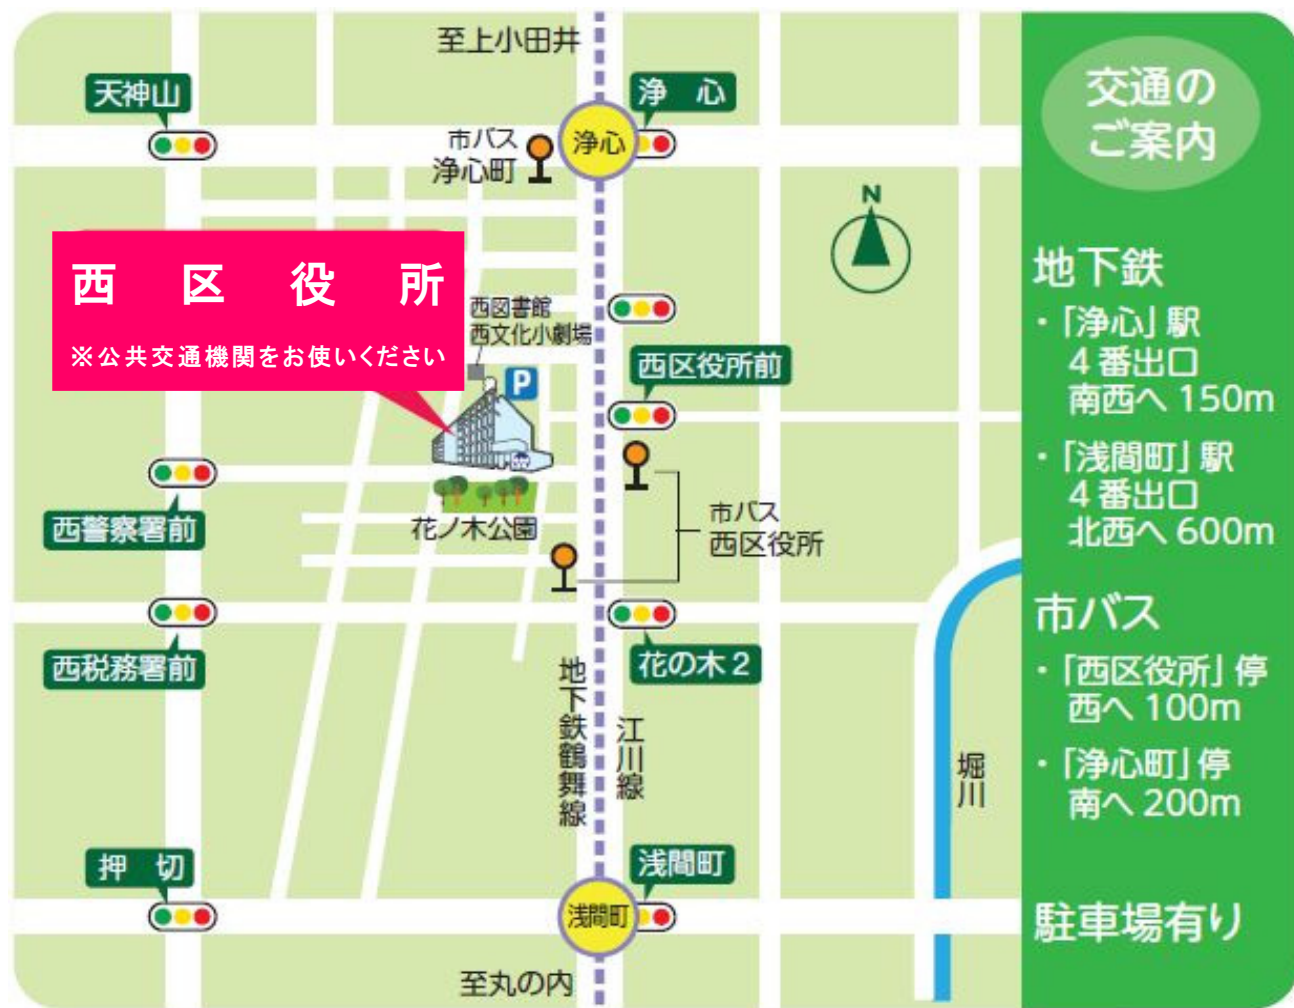 至上小田井
天神山
浄 心
市バス
浄心町
浄心
N
西 区 役 所
※公共交通機関をお使いください
西図書館
西文化小劇場
P
西区役所前
西警察署前
花ノ木公園
市バス
西区役所
西税務署前
花の木2
地下鉄鶴舞線
江川線
堀川
押 切
浅間町
浅間町
至丸の内
交通の
ご案内
地下鉄
・「浄心」駅
4番出口
南西へ 150m
・「浅間町」駅
4番出口
北西へ 600m
市バス
・「西区役所」停
西へ 100m
・「浄心町」停
南へ 200m
駐車場有り